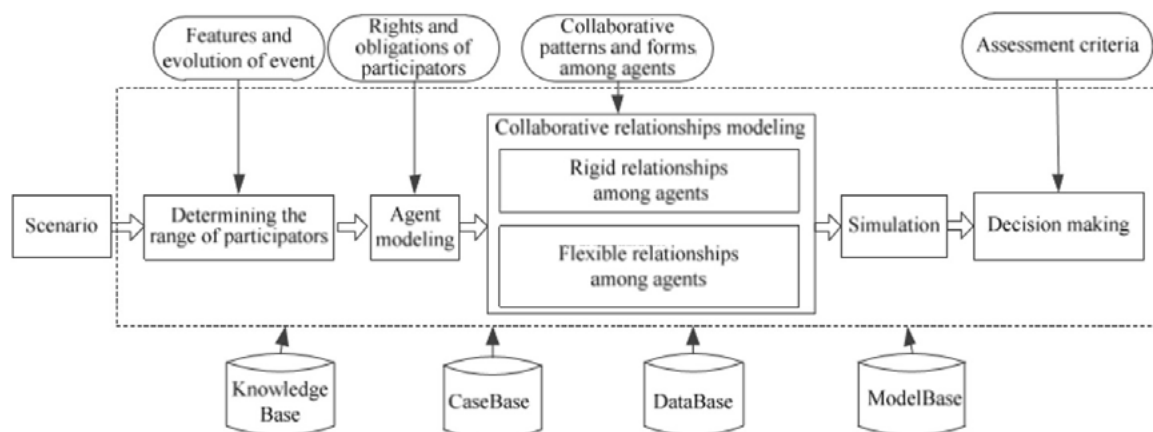 Features and
evolution of event
Rights and
obligations of
participators
Collaborative
patterns and forms
among agents
Assessment criteria
Collaborative relationships modeling
Rigid relationships
among agents
Flexible relationships
among agents
Scenario
Determining the
range of participators
Agent
modeling
Simulation
Decision making
Knowledge
Base
CaseBase
DataBase
ModelBase